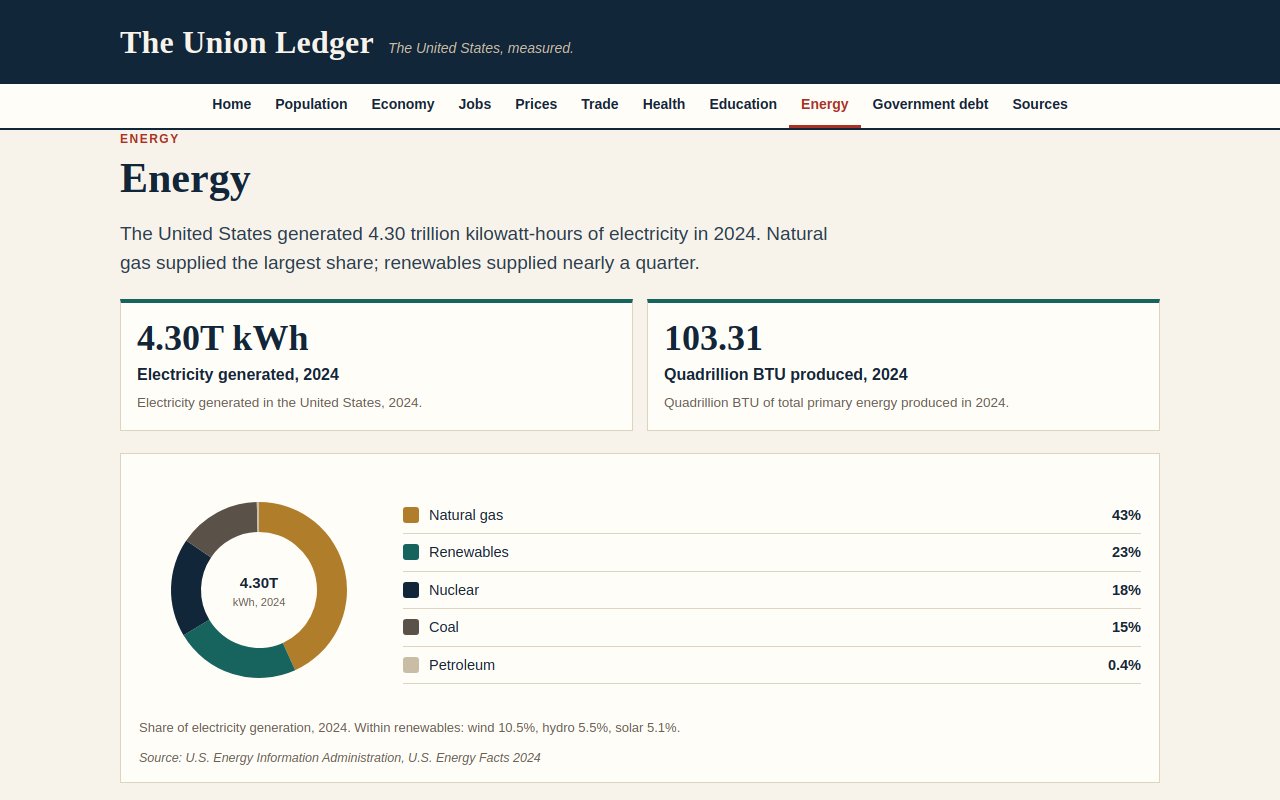 The Union Ledger The United States, measured.
Home Population Economy Jobs Prices Trade Health Education Energy Government debt Sources
ENERGY
Energy
The United States generated 4.30 trillion kilowatt-hours of electricity in 2024. Natural
gas supplied the largest share; renewables supplied nearly a quarter.
4.30T kWh
Electricity generated, 2024
Electricity generated in the United States, 2024.
103.31
Quadrillion BTU produced, 2024
Quadrillion BTU of total primary energy produced in 2024.
4.30T
kWh, 2024
Natural gas 43%
Renewables 23%
Nuclear 18%
Coal 15%
Petroleum 0.4%
Share of electricity generation, 2024. Within renewables: wind 10.5%, hydro 5.5%, solar 5.1%.
Source: U.S. Energy Information Administration, U.S. Energy Facts 2024